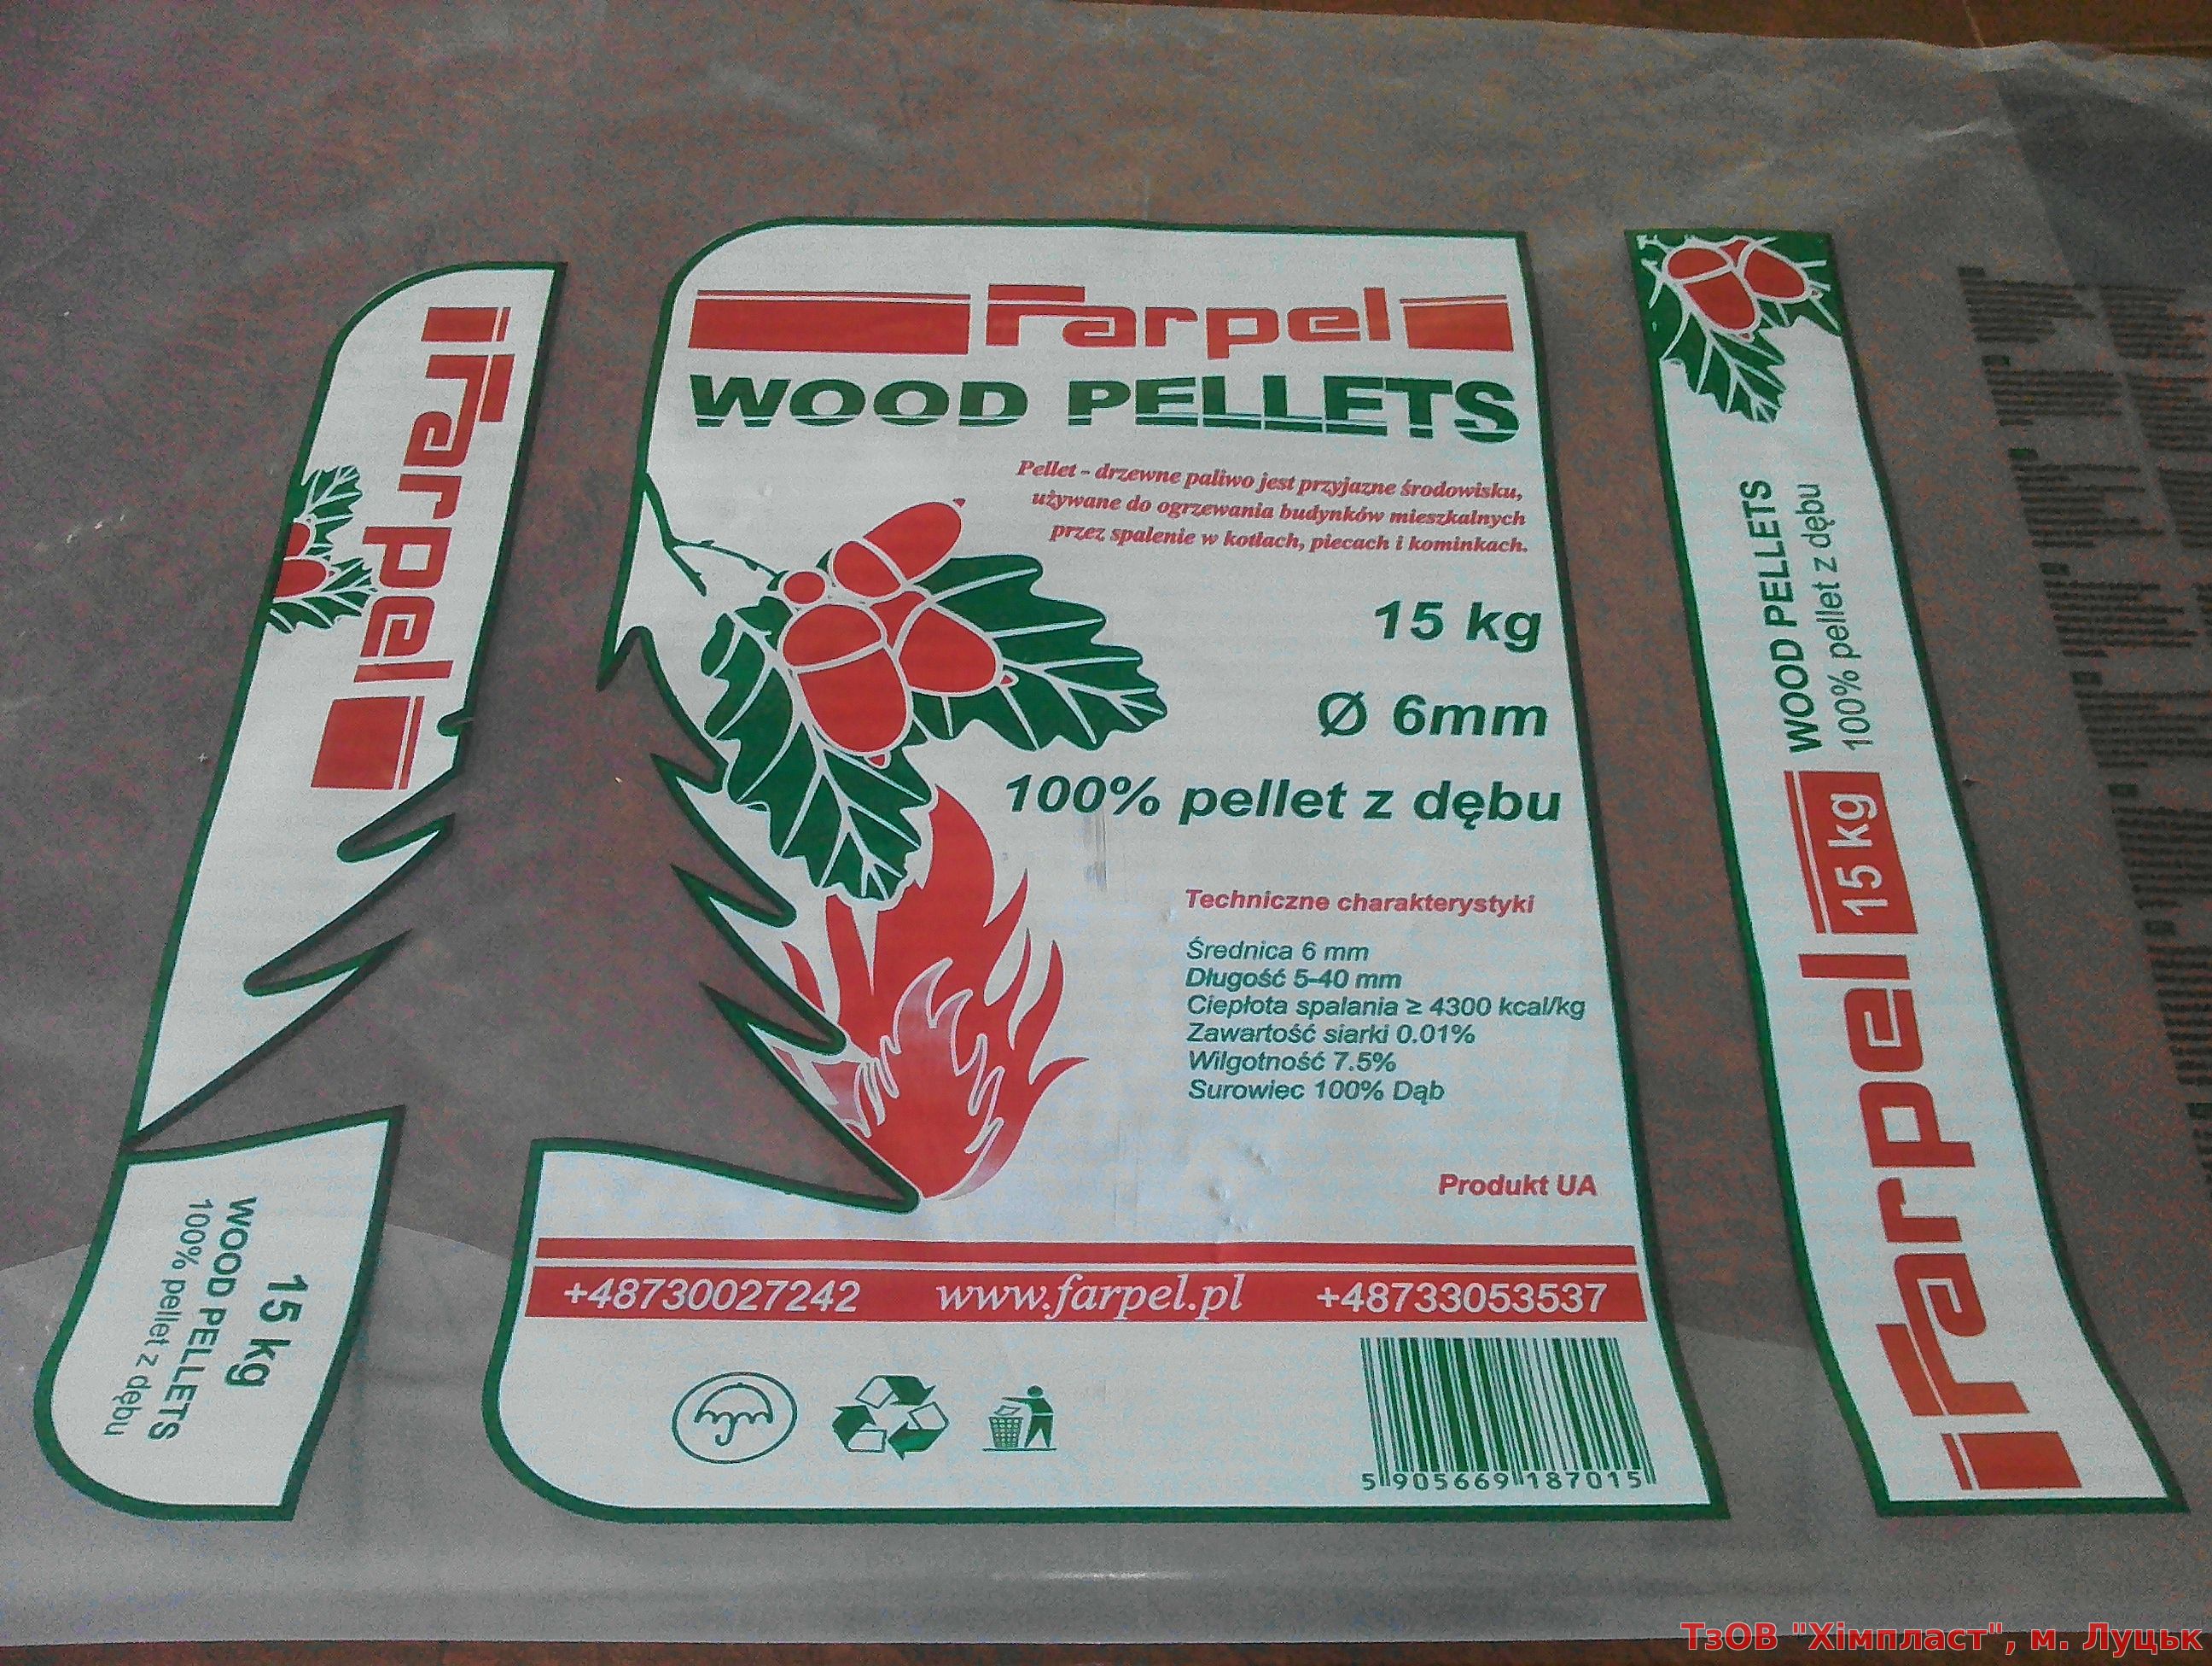 Farpel
15 kg
WOOD PELLETS
100% pellet z dębu
Farpel
WOOD PELLETS
Pellet - drzewne paliwo jest przyjazne środowisku,
używane do ogrzewania budynków mieszkalnych
przez spalenie w kotłach, piecach i kominkach.
15 kg
Ø 6mm
100% pellet z dębu
Techniczne charakterystyki
Średnica 6 mm
Długość 5-40 mm
Ciepłota spalania ≥ 4300 kcal/kg
Zawartość siarki 0.01%
Wilgotność 7.5%
Surowiec 100% Dąb
Produkt UA
+48730027242 www.farpel.pl +48733053537
5 905669 187015
Farpel 15 kg
WOOD PELLETS
100% pellet z dębu
ТзОВ "Хімпласт", м. Луцьк